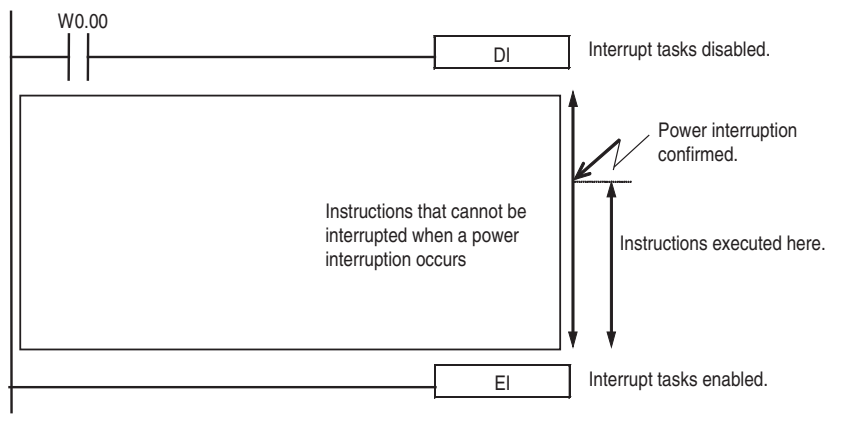 W0.00
DI
Interrupt tasks disabled.
Power interruption
confirmed.
Instructions that cannot be
interrupted when a power
interruption occurs
Instructions executed here.
EI
Interrupt tasks enabled.